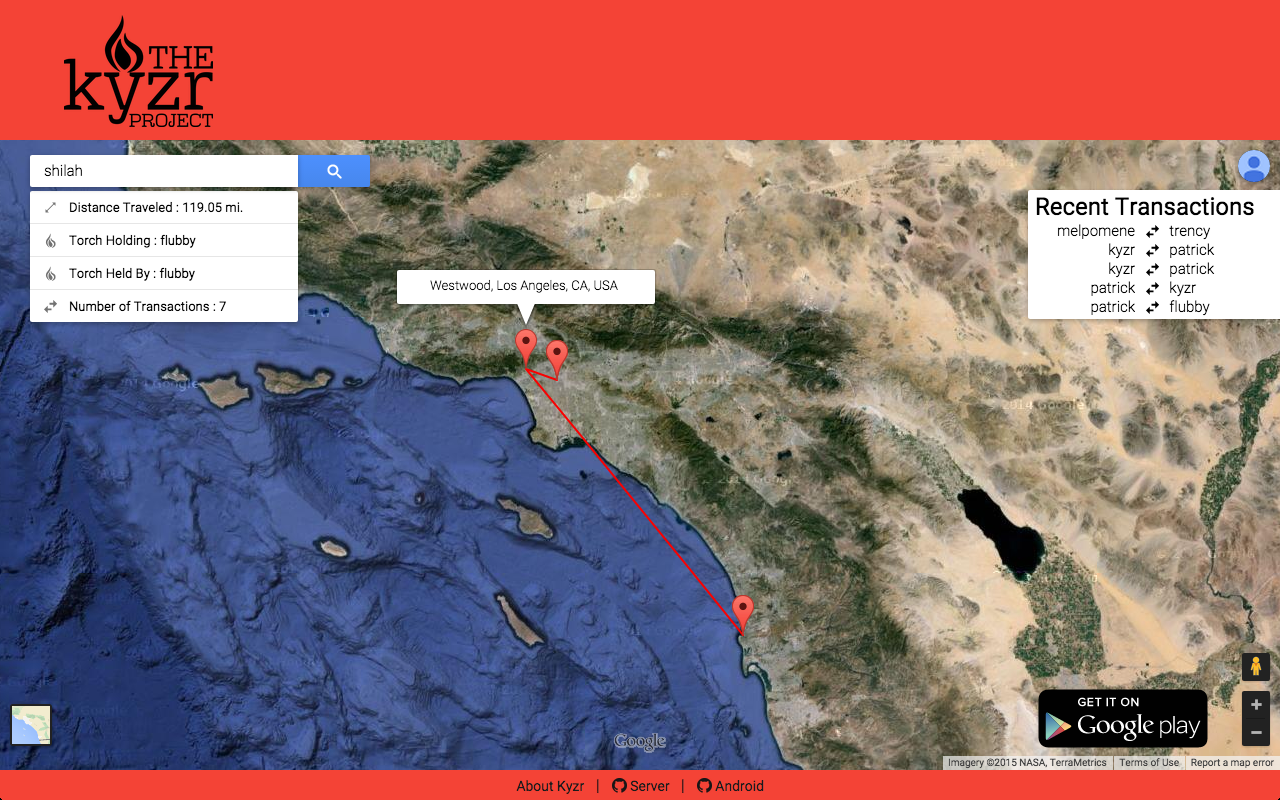 THE
kyzr
PROJECT
shilah
Distance Traveled : 119.05 mi.
Torch Holding : flubby
Torch Held By : flubby
Number of Transactions : 7
Westwood, Los Angeles, CA, USA
Recent Transactions
melpomene trency
kyzr patrick
kyzr patrick
patrick kyzr
patrick flubby
2014 Google
GET IT ON
Google play
+
−
Google
Imagery ©2015 NASA, TerraMetrics Terms of Use Report a map error
About Kyzr | Server | Android